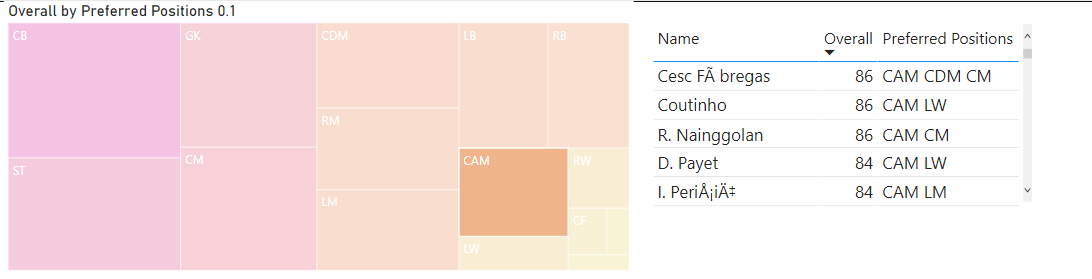 Overall by Preferred Positions 0.1
CB
GK
CDM
LB
RB
ST
CM
RM
LM
CAM
RW
CF
LW
Name Overall Preferred Positions
Cesc FÃ bregas 86 CAM CDM CM
Coutinho 86 CAM LW
R. Nainggolan 86 CAM CM
D. Payet 84 CAM LW
I. PeriÅ¡iÄ‡ 84 CAM LM